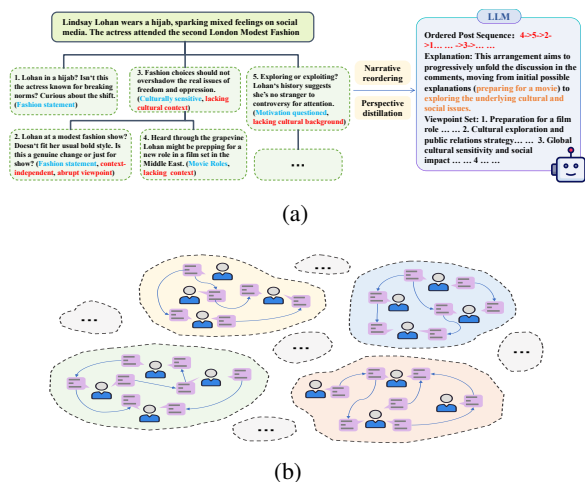 Lindsay Lohan wears a hijab, sparking mixed feelings on social
media. The actress attended the second London Modest Fashion
1. Lohan in a hijab? Isn't this
the actress known for breaking
norms? Curious about the shift.
(Fashion statement)
3. Fashion choices should not
overshadow the real issues of
freedom and oppression.
(Culturally sensitive, lacking
cultural context)
5. Exploring or exploiting?
Lohan's history suggests
she's no stranger to
controversy for attention.
(Motivation questioned,
lacking cultural background)
2. Lohan at a modest fashion show?
Doesn't fit her usual bold style. Is
this a genuine change or just for
show? (Fashion statement, context-
independent, abrupt viewpoint)
4. Heard through the grapevine
Lohan might be prepping for a
new role in a film set in the
Middle East. (Movie Roles,
lacking context)
...
Narrative
reordering
Perspective
distillation
LLM
Ordered Post Sequence: 4->5->2-
>1… … ->3->… …
Explanation: This arrangement aims to
progressively unfold the discussion in the
comments, moving from initial possible
explanations (preparing for a movie) to
exploring the underlying cultural and
social issues.
Viewpoint Set: 1. Preparation for a film
role … … 2. Cultural exploration and
public relations strategy… … 3. Global
cultural sensitivity and social
impact … … 4 … …
(a)
...
...
...
...
...
...
(b)